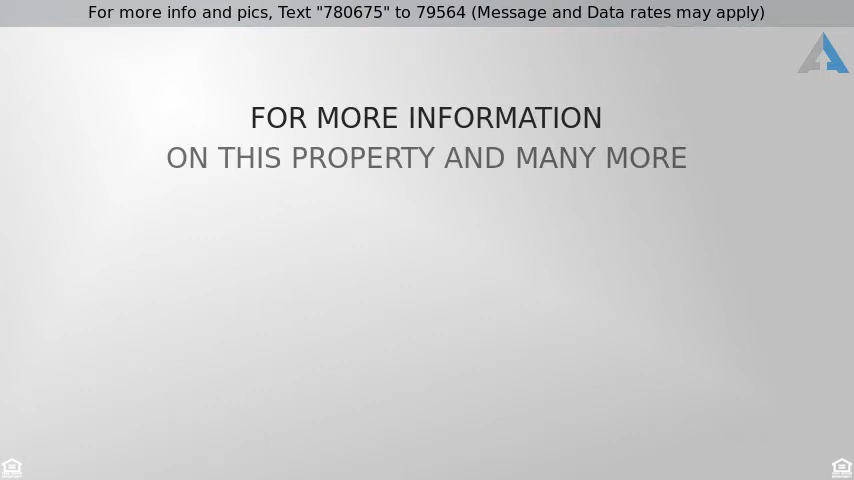 For more info and pics, Text "780675" to 79564 (Message and Data rates may apply)
FOR MORE INFORMATION
ON THIS PROPERTY AND MANY MORE